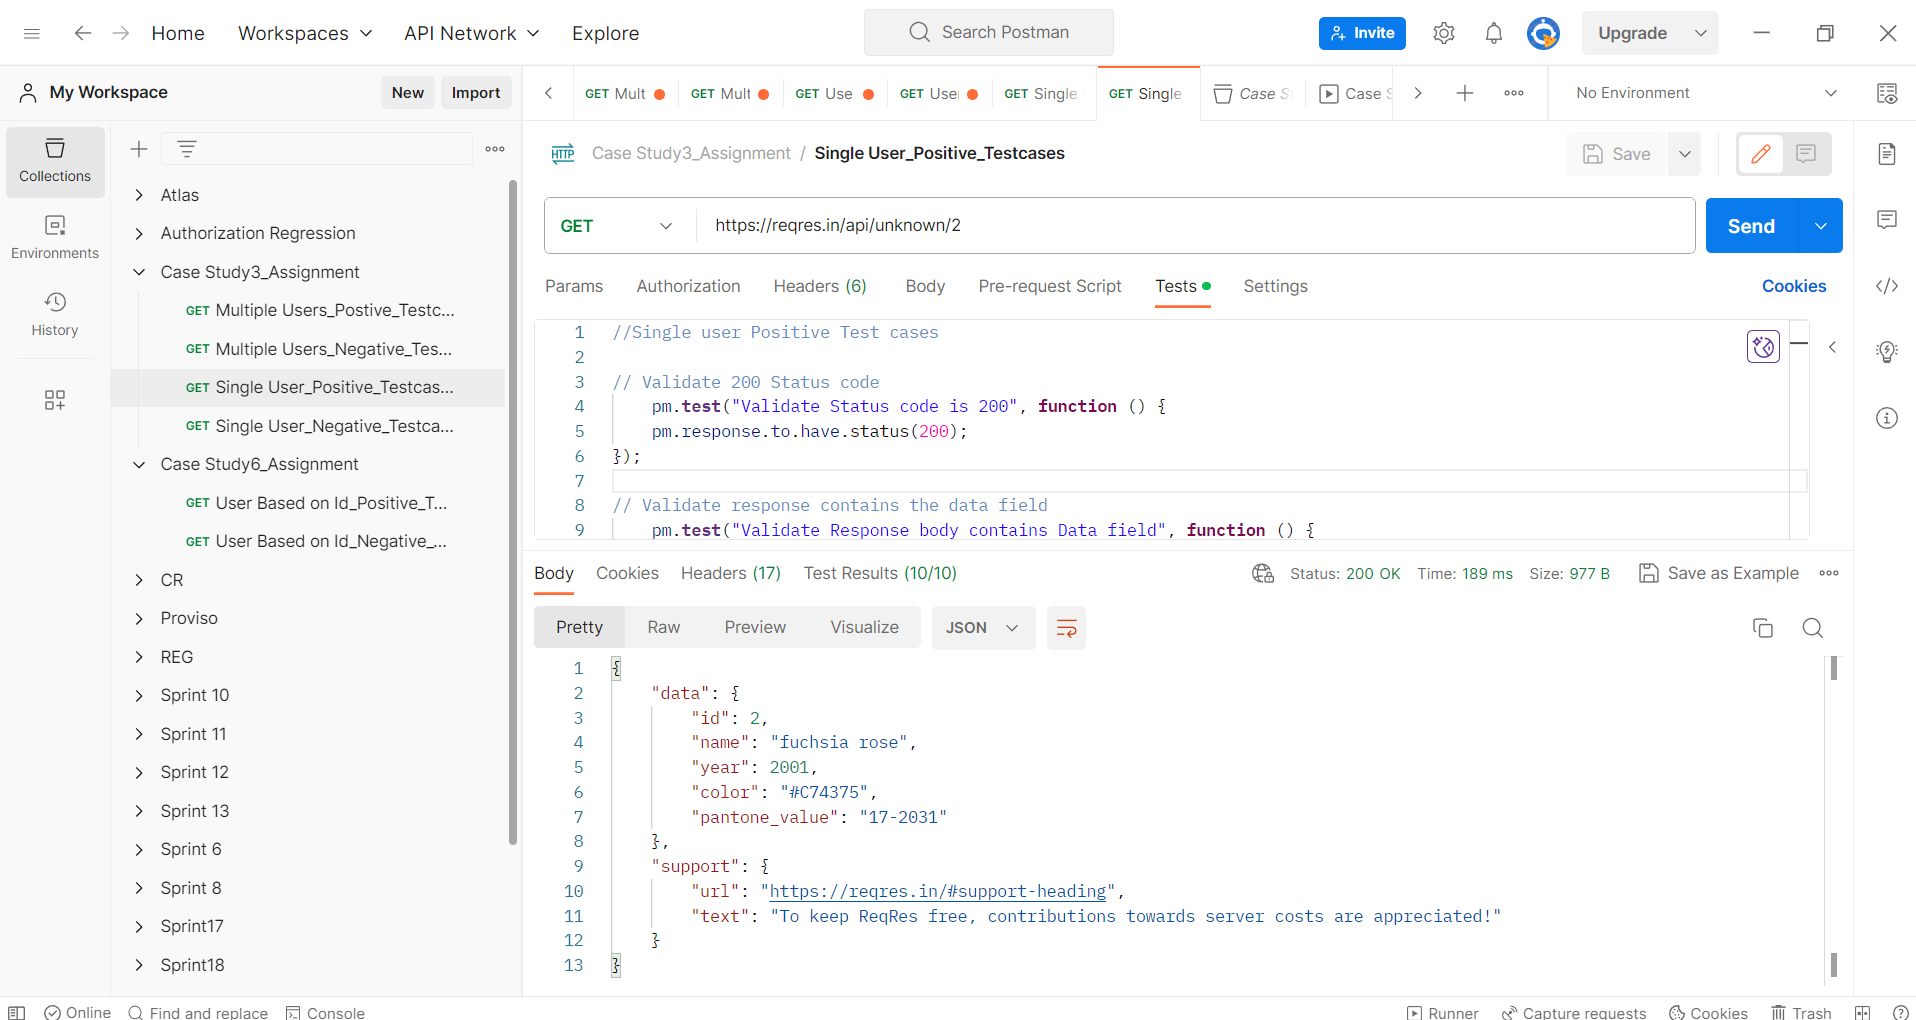 Home Workspaces API Network Explore Search Postman Invite Upgrade
My Workspace New Import
GET Mult GET Mult GET Use GET User GET Single GET Single Case S Case S No Environment
Collections
Environments
History
Atlas
Authorization Regression
Case Study3_Assignment
GET Multiple Users_Postive_Testc...
GET Multiple Users_Negative_Tes...
GET Single User_Positive_Testcas...
GET Single User_Negative_Testca...
Case Study6_Assignment
GET User Based on Id_Positive_T...
GET User Based on Id_Negative_...
CR
Proviso
REG
Sprint 10
Sprint 11
Sprint 12
Sprint 13
Sprint 6
Sprint 8
Sprint17
Sprint18
HTTP Case Study3_Assignment / Single User_Positive_Testcases Save
GET https://reqres.in/api/unknown/2 Send
Params Authorization Headers (6) Body Pre-request Script Tests Settings Cookies
1 //Single user Positive Test cases
2
3 // Validate 200 Status code
4 pm.test("Validate Status code is 200", function () {
5 pm.response.to.have.status(200);
6 });
7
8 // Validate response contains the data field
9 pm.test("Validate Response body contains Data field", function () {
Body Cookies Headers (17) Test Results (10/10) Status: 200 OK Time: 189 ms Size: 977 B Save as Example
Pretty Raw Preview Visualize JSON
1 {
2 "data": {
3 "id": 2,
4 "name": "fuchsia rose",
5 "year": 2001,
6 "color": "#C74375",
7 "pantone_value": "17-2031"
8 },
9 "support": {
10 "url": "https://reqres.in/#support-heading",
11 "text": "To keep ReqRes free, contributions towards server costs are appreciated!"
12 }
13 }
Online Find and replace Console Runner Capture requests Cookies Trash